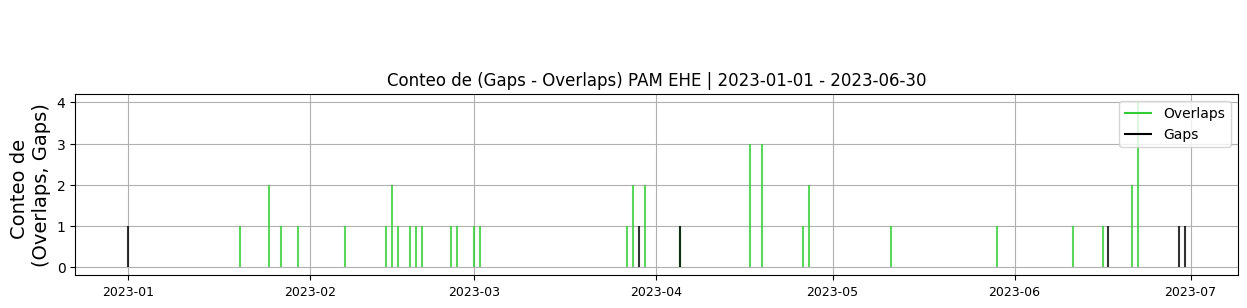 Conteo de (Gaps - Overlaps) PAM EHE | 2023-01-01 - 2023-06-30
Conteo de
(Overlaps, Gaps)
4
3
2
1
0
Overlaps
Gaps
2023-01
2023-02
2023-03
2023-04
2023-05
2023-06
2023-07